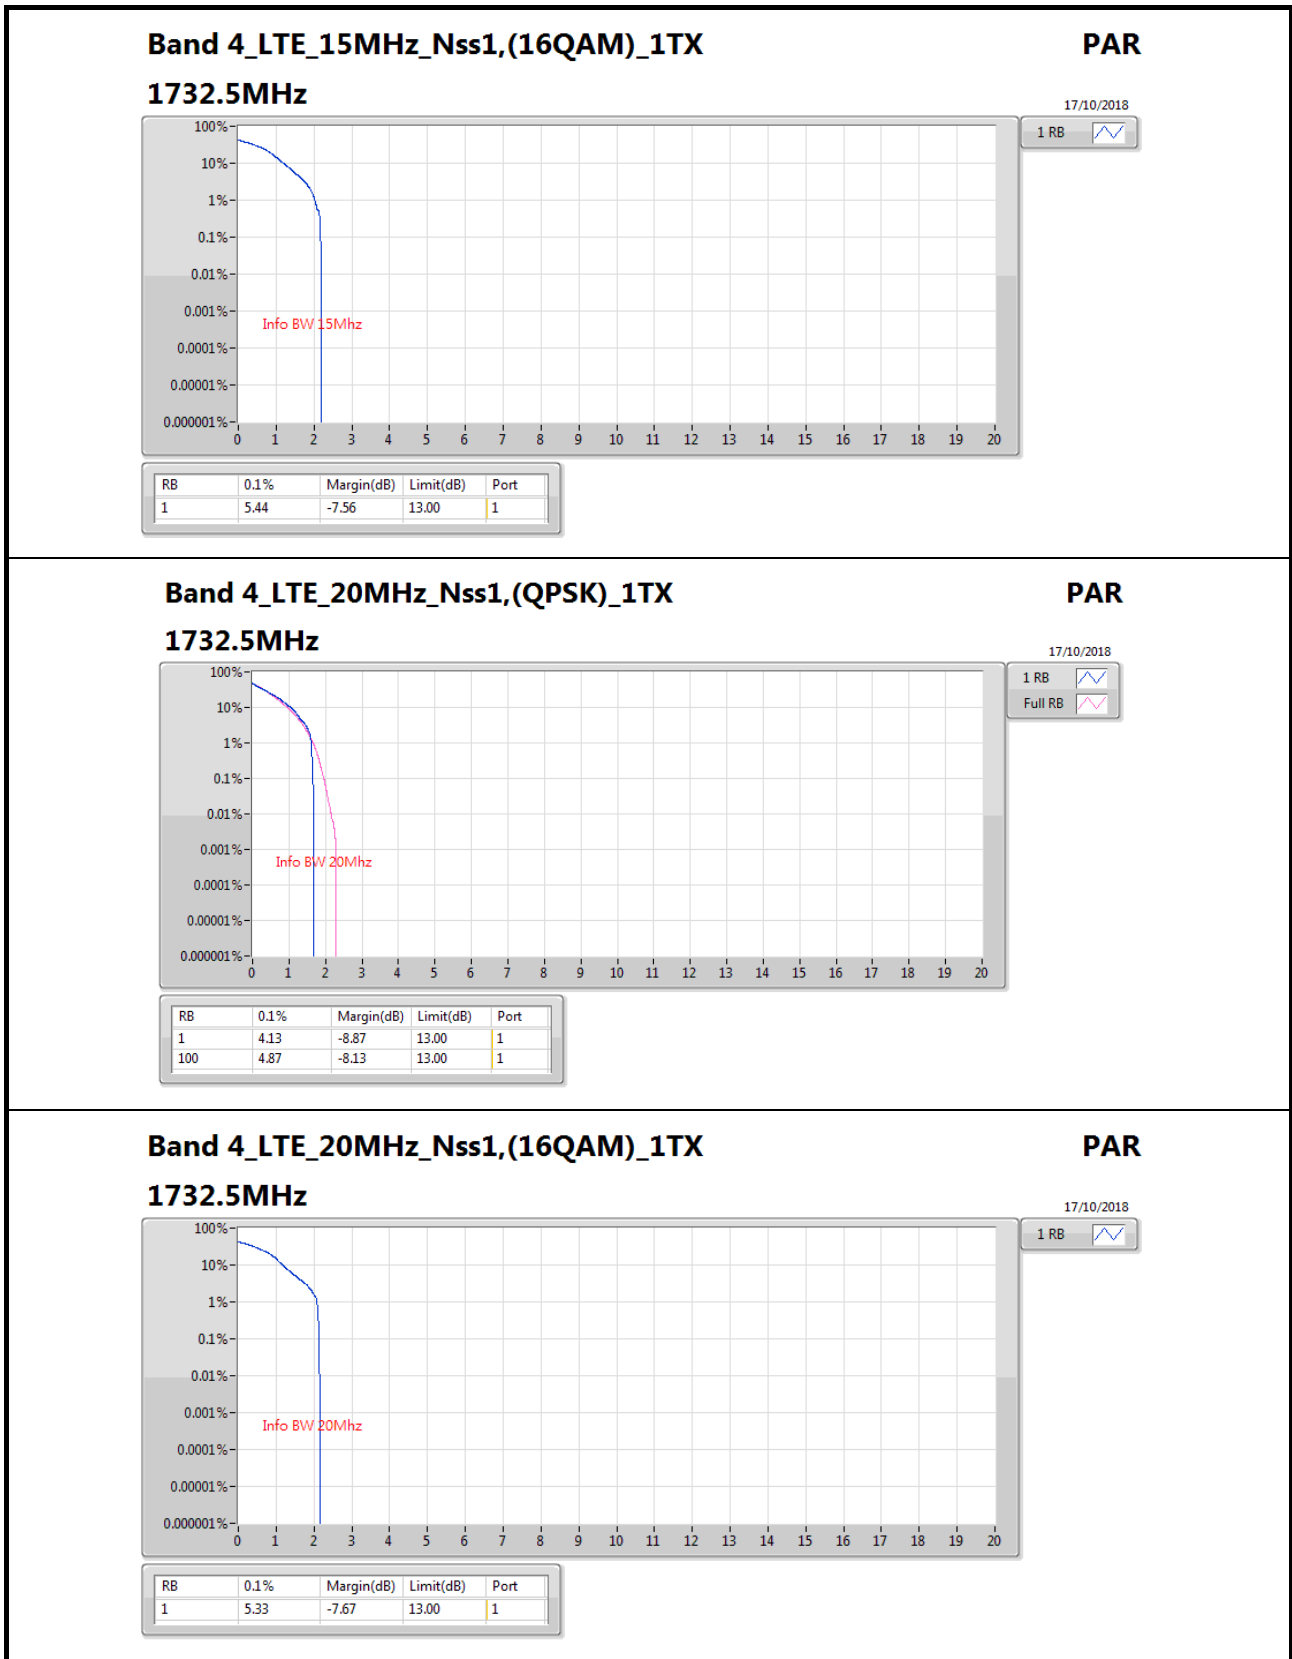 Band 4_LTE_15MHz_Nss1,(16QAM)_1TX PAR
1732.5MHz
17/10/2018
1 RB
100%
10%
1%
0.1%
0.01%
0.001%
0.0001%
0.00001%
0.000001%
Info BW 15Mhz
0 1 2 3 4 5 6 7 8 9 10 11 12 13 14 15 16 17 18 19 20
RB 0.1% Margin(dB) Limit(dB) Port
1 5.44 -7.56 13.00 1
Band 4_LTE_20MHz_Nss1,(QPSK)_1TX PAR
1732.5MHz
17/10/2018
1 RB
Full RB
100%
10%
1%
0.1%
0.01%
0.001%
0.0001%
0.00001%
0.000001%
Info BW 20Mhz
0 1 2 3 4 5 6 7 8 9 10 11 12 13 14 15 16 17 18 19 20
RB 0.1% Margin(dB) Limit(dB) Port
1 4.13 -8.87 13.00 1
100 4.87 -8.13 13.00 1
Band 4_LTE_20MHz_Nss1,(16QAM)_1TX PAR
1732.5MHz
17/10/2018
1 RB
100%
10%
1%
0.1%
0.01%
0.001%
0.0001%
0.00001%
0.000001%
Info BW 20Mhz
0 1 2 3 4 5 6 7 8 9 10 11 12 13 14 15 16 17 18 19 20
RB 0.1% Margin(dB) Limit(dB) Port
1 5.33 -7.67 13.00 1